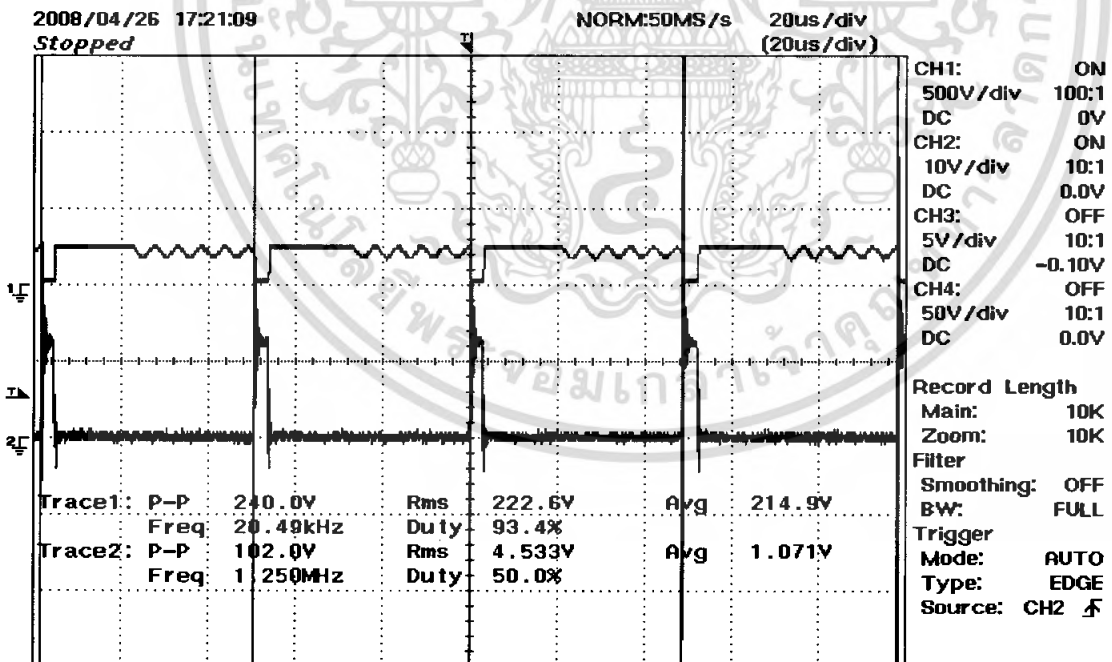 2008/04/26 17:21:09 NORM:50MS/s 20us/div
Stopped (20us/div)
CH1: ON
500V/div 100:1
DC 0V
CH2: ON
10V/div 10:1
DC 0.0V
CH3: OFF
5V/div 10:1
DC -0.10V
CH4: OFF
50V/div 10:1
DC 0.0V
Record Length
Main: 10K
Zoom: 10K
Filter
Smoothing: OFF
BW: FULL
Trigger
Mode: AUTO
Type: EDGE
Source: CH2
Trace1: P-P 240.0V Rms 222.6V Avg 214.9V
Freq 20.49kHz Duty 93.4%
Trace2: P-P 102.0V Rms 4.533V Avg 1.071V
Freq 1.250MHz Duty 50.0%